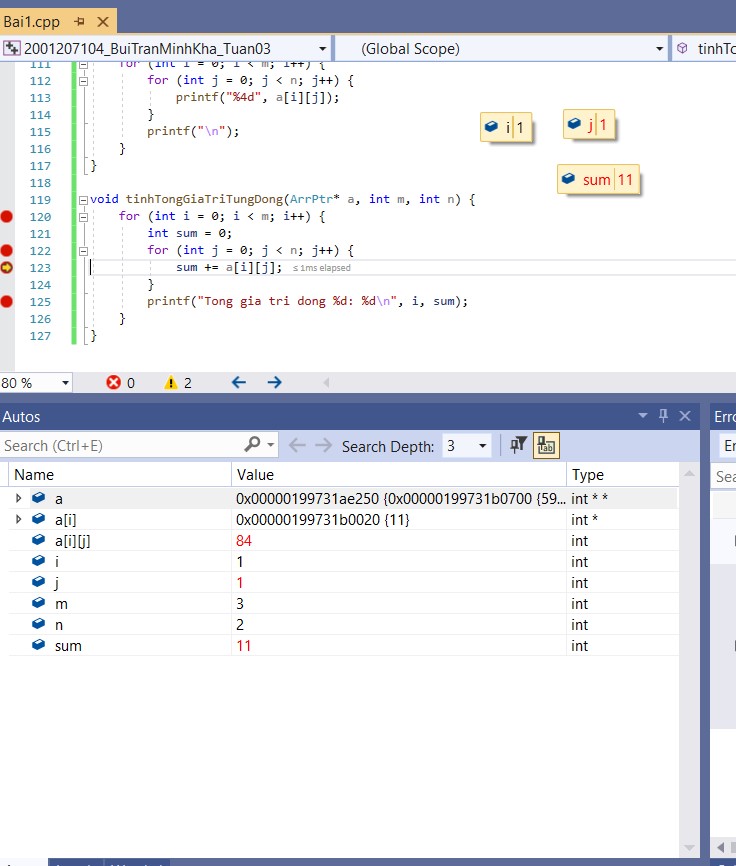 Bai1.cpp
2001207104_BuiTranMinhKha_Tuan03 (Global Scope) tinhTo
111 for (int i = 0; i < m; i++) {
112 for (int j = 0; j < n; j++) {
113 printf("%4d", a[i][j]);
114 }
115 printf("\n");
116 }
117 }
118
119 void tinhTongGiaTriTungDong(ArrPtr* a, int m, int n) {
120 for (int i = 0; i < m; i++) {
121 int sum = 0;
122 for (int j = 0; j < n; j++) {
123 sum += a[i][j]; ≤ 1ms elapsed
124 }
125 printf("Tong gia tri dong %d: %d\n", i, sum);
126 }
127 }
i 1
j 1
sum 11
80 % 0 2
Autos Erro
Search (Ctrl+E) Search Depth: 3
Name Value Type
a 0x00000199731ae250 {0x00000199731b0700 {59... int * *
a[i] 0x00000199731b0020 {11} int *
a[i][j] 84 int
i 1 int
j 1 int
m 3 int
n 2 int
sum 11 int